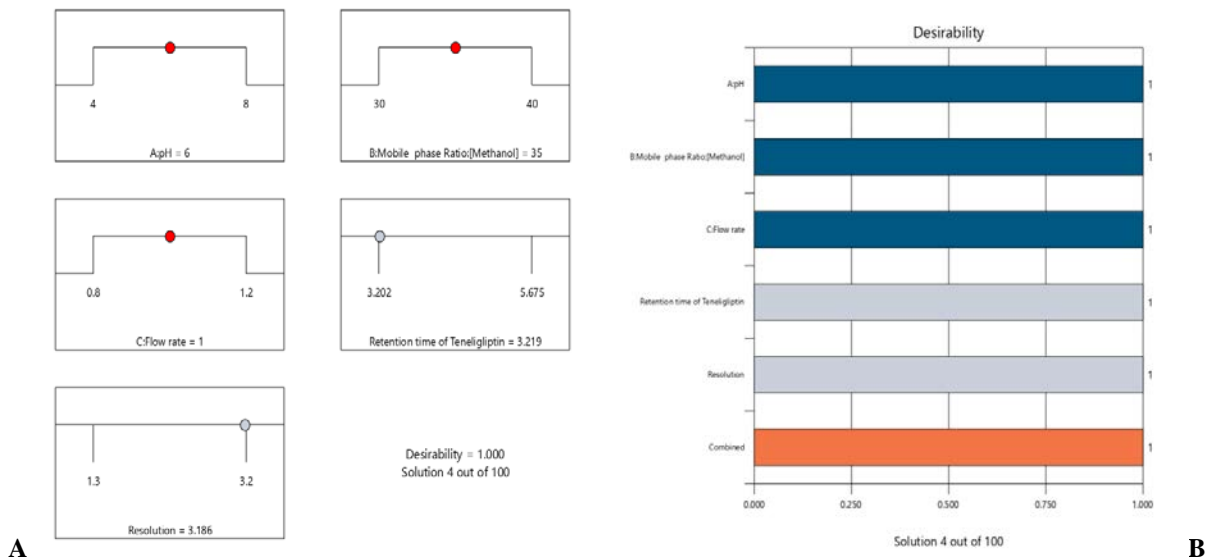 4
8
A:pH = 6
30
40
B:Mobile phase Ratio:[Methanol] = 35
0.8
1.2
C:Flow rate = 1
3.202
5.675
Retention time of Teneligliptin = 3.219
1.3
3.2
Resolution = 3.186
Desirability = 1.000
Solution 4 out of 100
A
Desirability
A:pH
1
B:Mobile phase Ratio:[Methanol]
1
C:Flow rate
1
Retention time of Teneligliptin
1
Resolution
1
Combined
1
0.000
0.250
0.500
0.750
1.000
Solution 4 out of 100
B